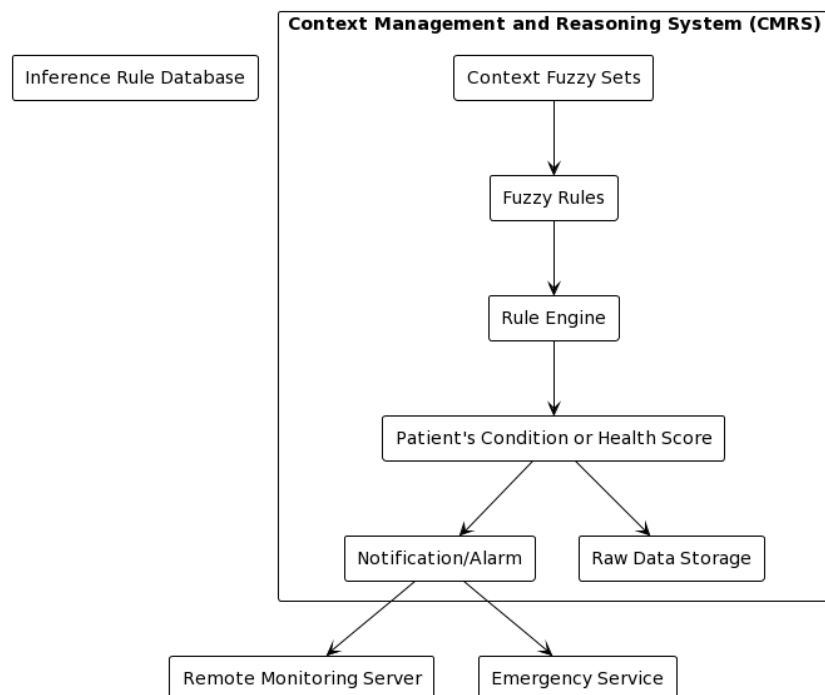 Context Management and Reasoning System (CMRS)
Inference Rule Database
Context Fuzzy Sets
Fuzzy Rules
Rule Engine
Patient's Condition or Health Score
Notification/Alarm
Raw Data Storage
Remote Monitoring Server
Emergency Service